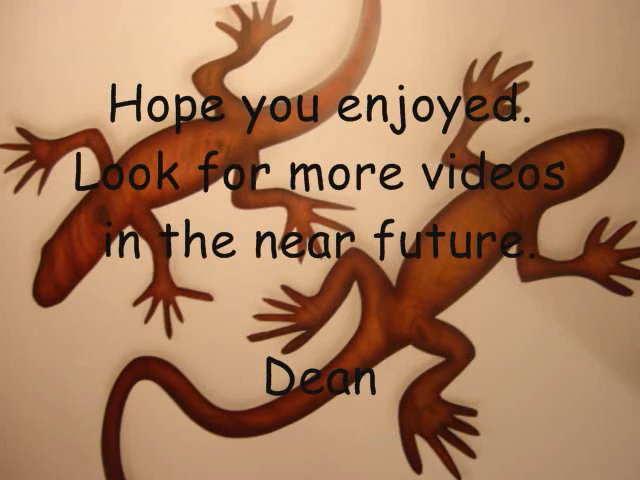 Hope you enjoyed.
Look for more videos
in the near future.
Dean